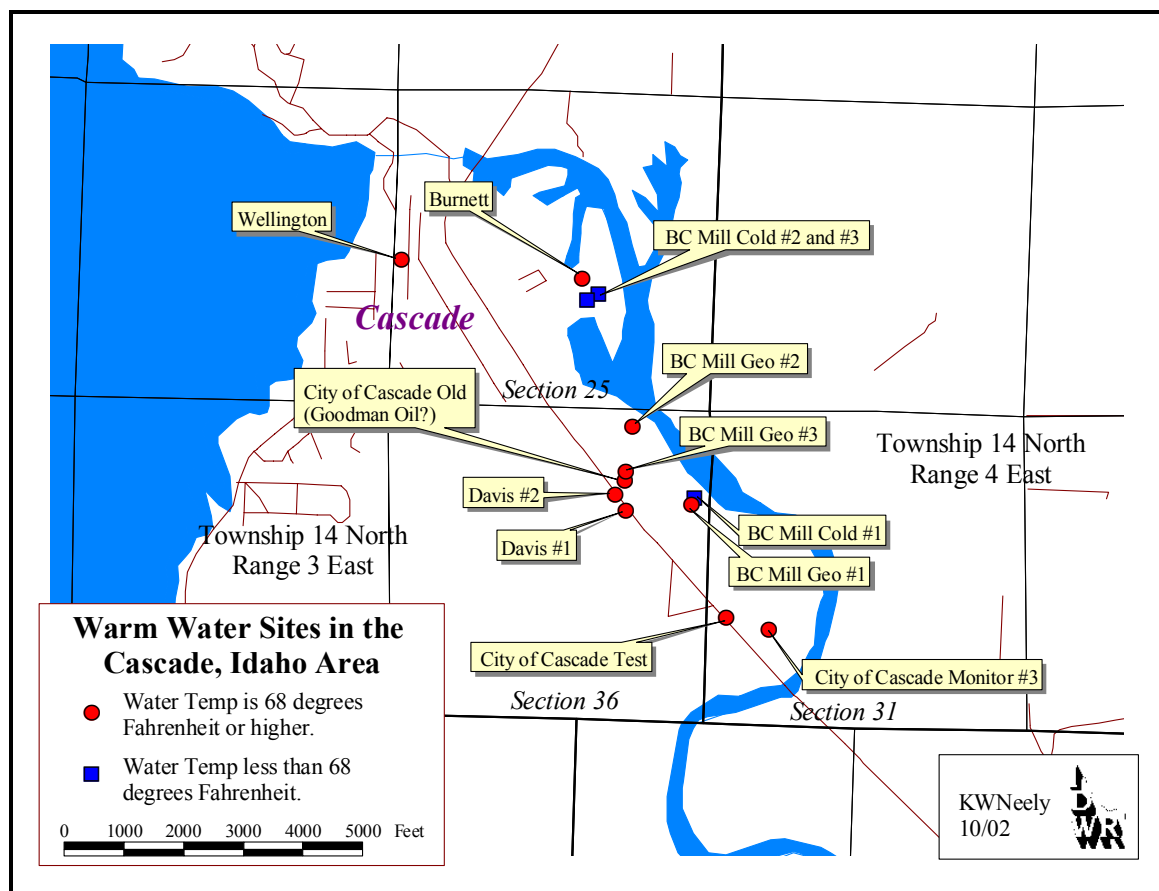 Burnett
Wellington
BC Mill Cold #2 and #3
Cascade
BC Mill Geo #2
City of Cascade Old
(Goodman Oil?)
Section 25
BC Mill Geo #3
Township 14 North
Range 4 East
Davis #2
Davis #1
Township 14 North
Range 3 East
BC Mill Cold #1
BC Mill Geo #1
City of Cascade Test
City of Cascade Monitor #3
Section 36
Section 31
Warm Water Sites in the
Cascade, Idaho Area
Water Temp is 68 degrees
Fahrenheit or higher.
Water Temp less than 68
degrees Fahrenheit.
0 1000 2000 3000 4000 5000 Feet
KWNeely
10/02
IDWR